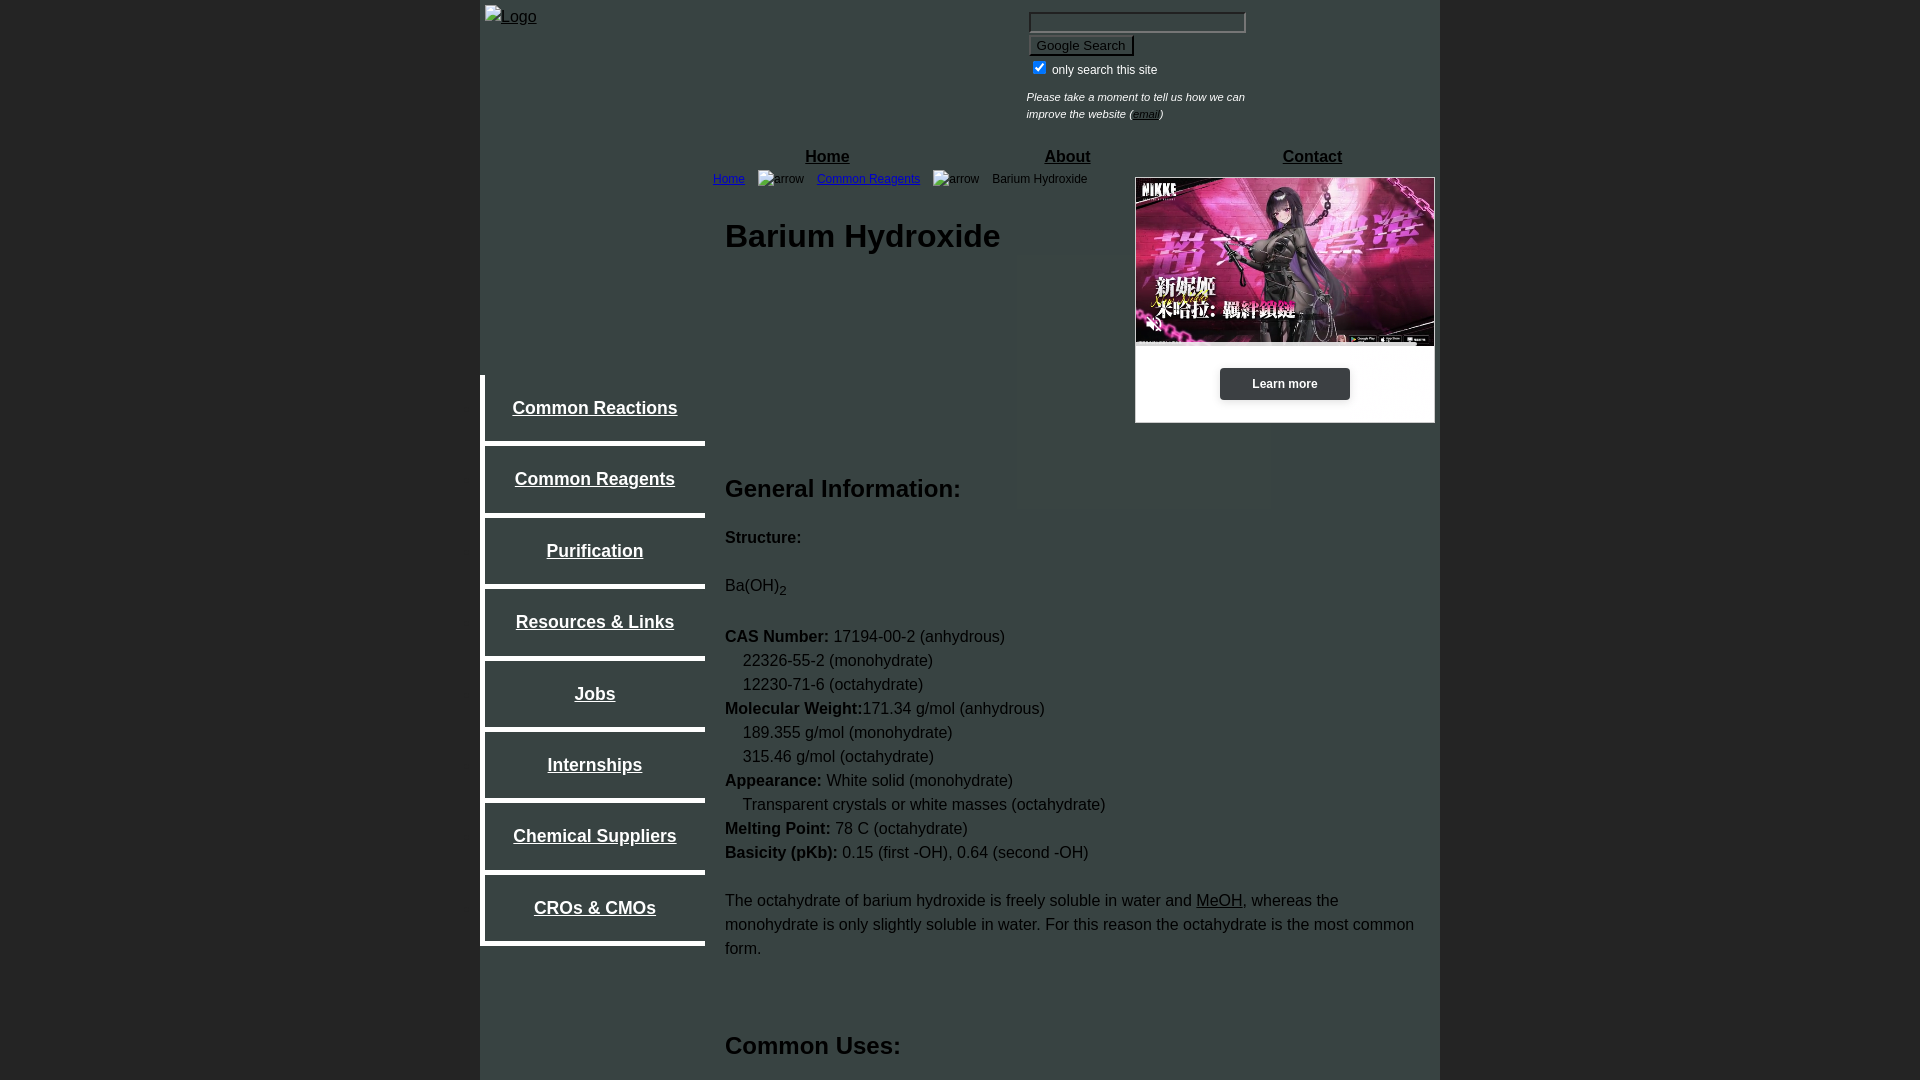 Logo
Google Search
only search this site
Please take a moment to tell us how we can
improve the website (email)
Home About Contact
Home arrow Common Reagents arrow Barium Hydroxide
NIKKE
新妮姬
米哈拉: 羈絆鎖鏈
Learn more
Barium Hydroxide
Common Reactions
Common Reagents
Purification
Resources & Links
Jobs
Internships
Chemical Suppliers
CROs & CMOs
General Information:
Structure:
Ba(OH)2
CAS Number: 17194-00-2 (anhydrous)
22326-55-2 (monohydrate)
12230-71-6 (octahydrate)
Molecular Weight:171.34 g/mol (anhydrous)
189.355 g/mol (monohydrate)
315.46 g/mol (octahydrate)
Appearance: White solid (monohydrate)
Transparent crystals or white masses (octahydrate)
Melting Point: 78 C (octahydrate)
Basicity (pKb): 0.15 (first -OH), 0.64 (second -OH)
The octahydrate of barium hydroxide is freely soluble in water and MeOH, whereas the
monohydrate is only slightly soluble in water. For this reason the octahydrate is the most common
form.
Common Uses: